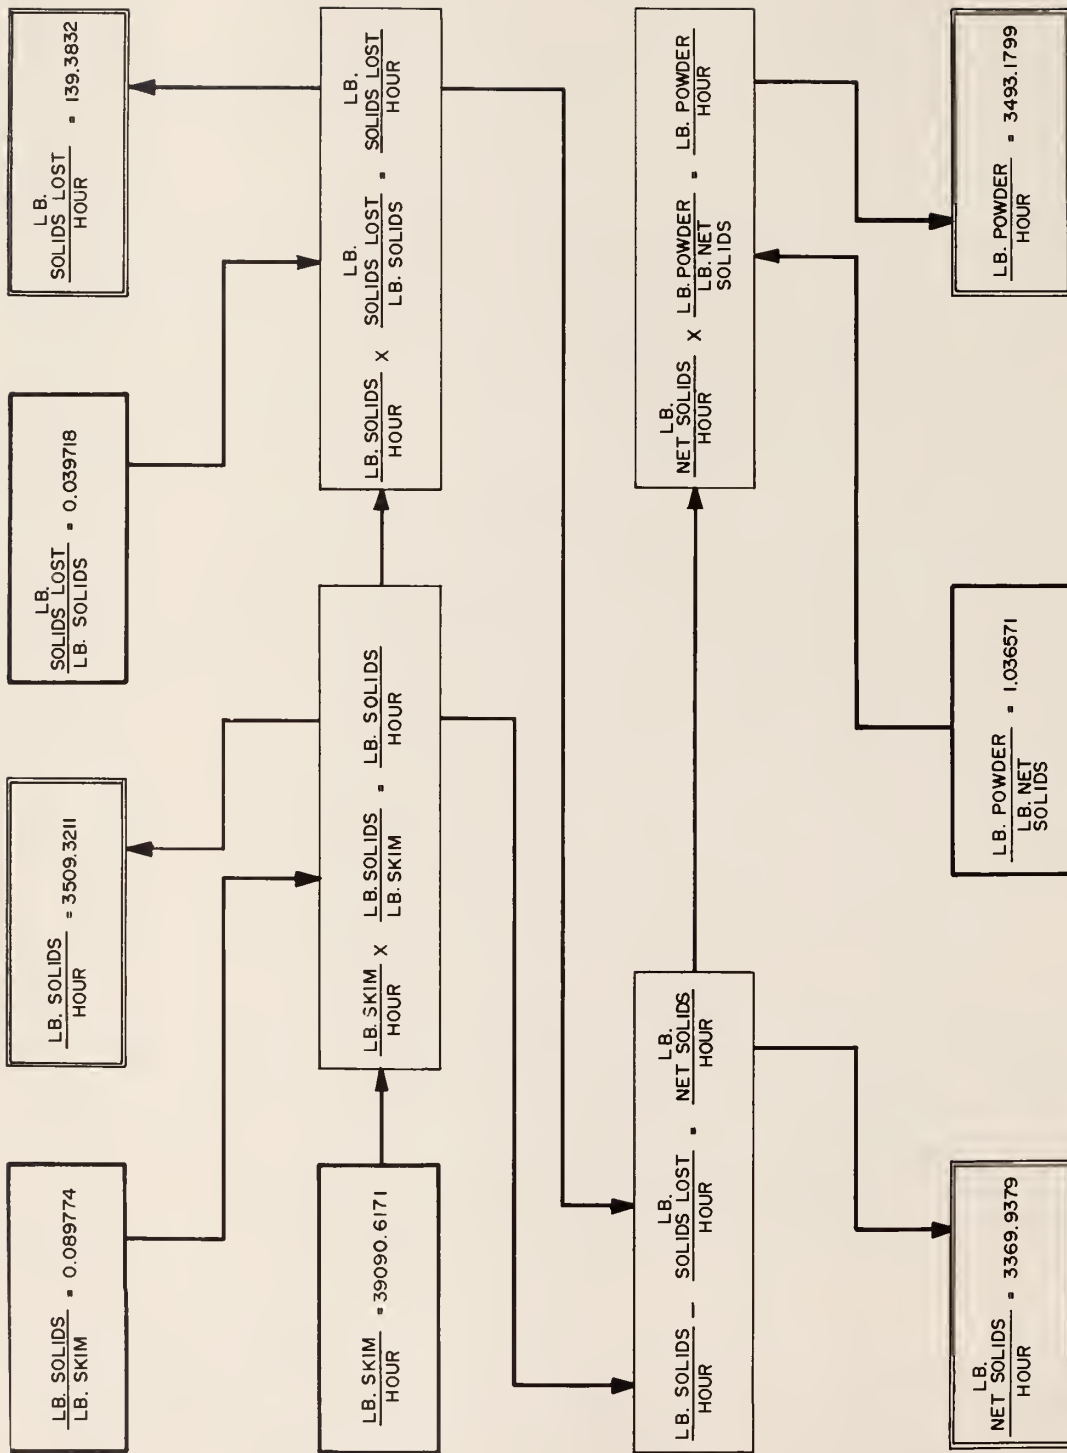 LB. SOLIDS
LB. SKIM
= 0.089774
LB. SOLIDS
HOUR
= 3509.3211
LB.
SOLIDS LOST
LB. SOLIDS
= 0.039718
LB.
SOLIDS LOST
HOUR
= 139.3832
LB. SKIM
HOUR
= 39090.6171
LB. SKIM
HOUR
X
LB. SOLIDS
LB. SKIM
=
LB. SOLIDS
HOUR
LB. SOLIDS
HOUR
X
LB.
SOLIDS LOST
LB. SOLIDS
=
LB.
SOLIDS LOST
HOUR
LB. SOLIDS
HOUR
–
LB.
SOLIDS LOST
HOUR
=
LB.
NET SOLIDS
HOUR
LB.
NET SOLIDS
HOUR
X
LB. POWDER
LB. NET
SOLIDS
=
LB. POWDER
HOUR
LB.
NET SOLIDS
HOUR
= 3369.9379
LB. POWDER
LB. NET
SOLIDS
= 1.036571
LB. POWDER
HOUR
= 3493.1799